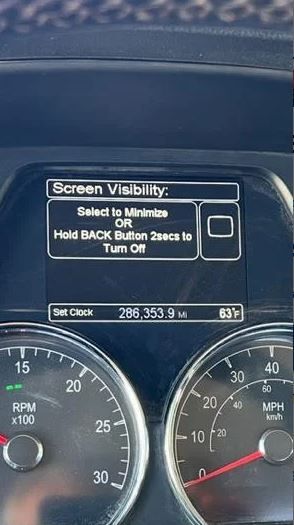 Screen Visibility:
Select to Minimize
OR
Hold BACK Button 2secs to
Turn Off
Set Clock 286,353.9 MI 63°F
15
20
25
30
RPM
x100
0
10
20
30
40
20
40
60
MPH
km/h